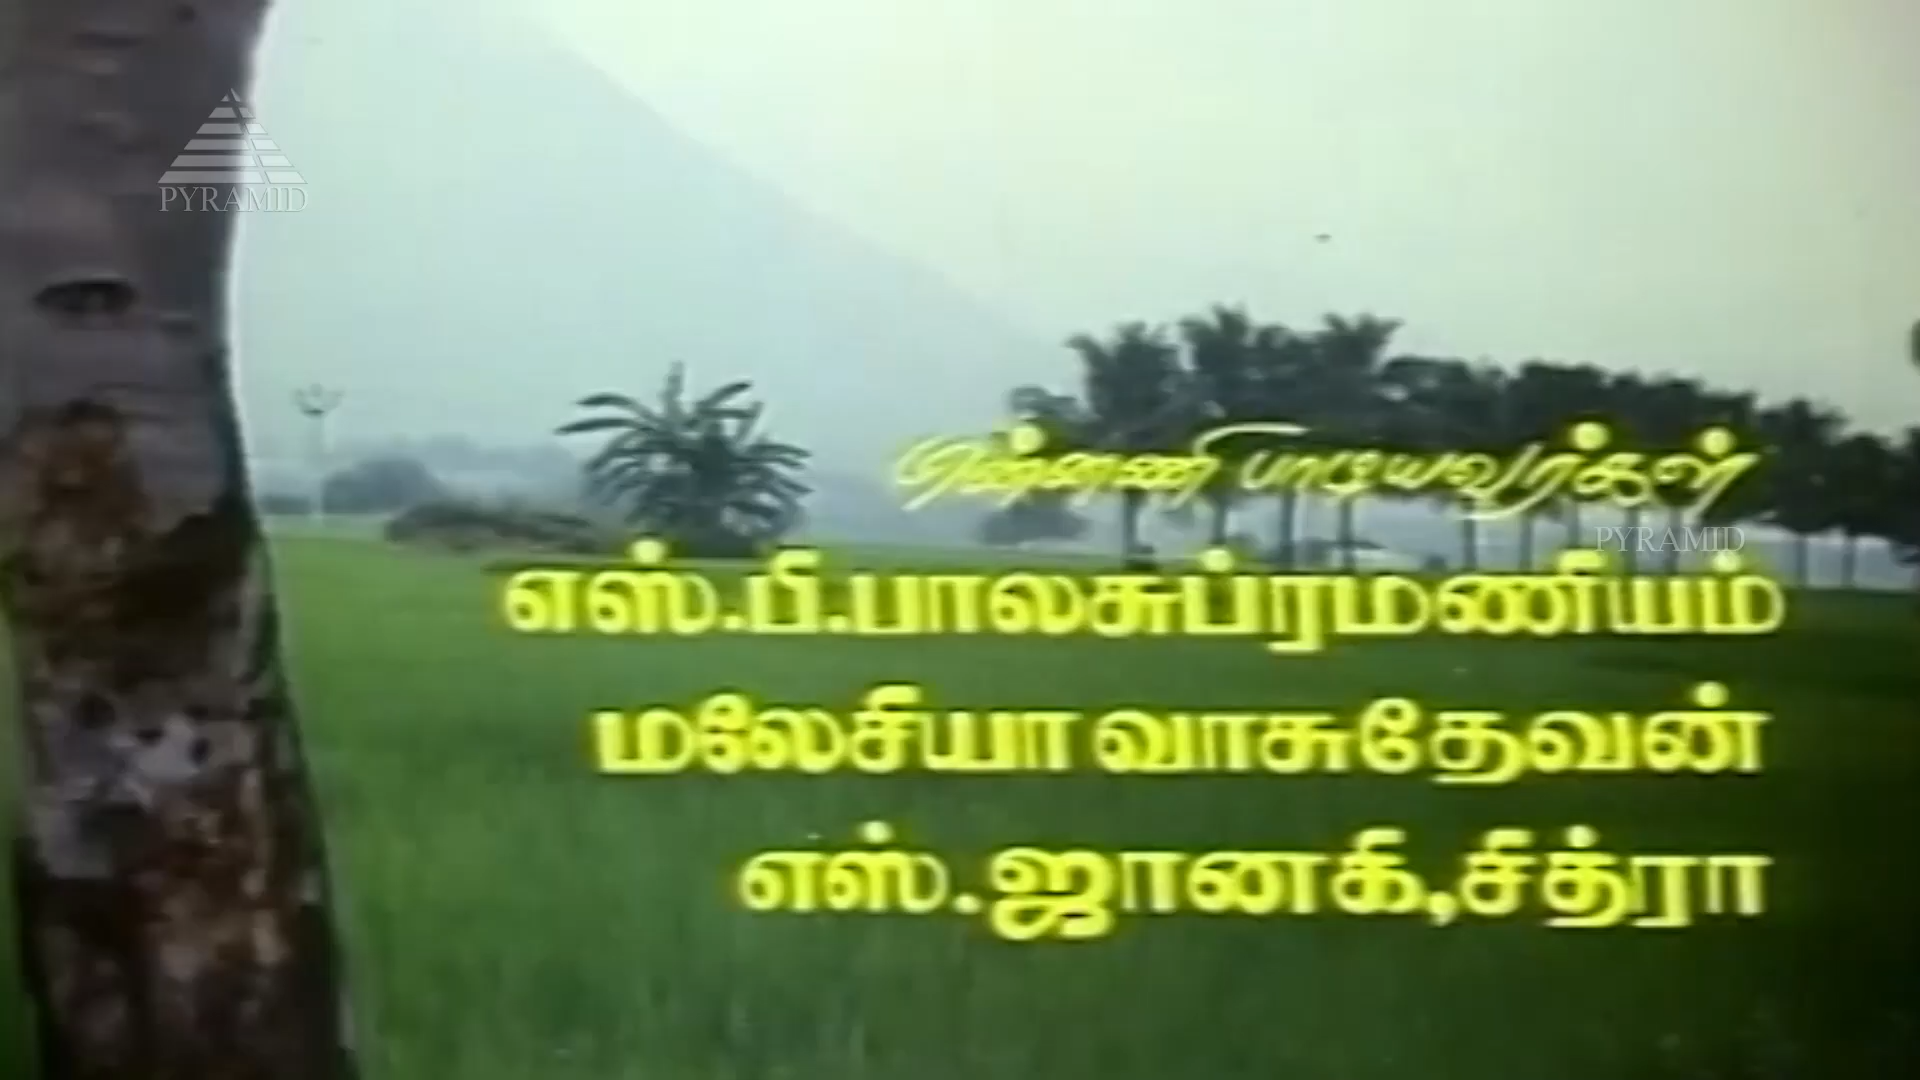 PYRAMID
பின்னணி பாடியவர்கள்
PYRAMID
எஸ்.பி.பாலசுப்ரமணியம்
மலேசியா வாசுதேவன்
எஸ்.ஜானகி,சித்ரா